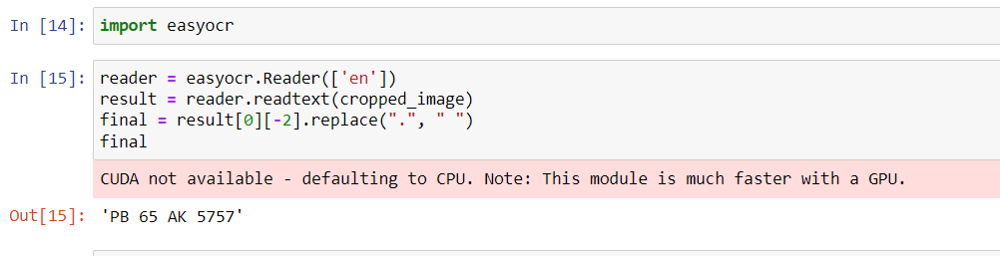 In [14]: import easyocr
In [15]: reader = easyocr.Reader(['en'])
result = reader.readtext(cropped_image)
final = result[0][-2].replace(".", " ")
final
CUDA not available - defaulting to CPU. Note: This module is much faster with a GPU.
Out[15]: 'PB 65 AK 5757'